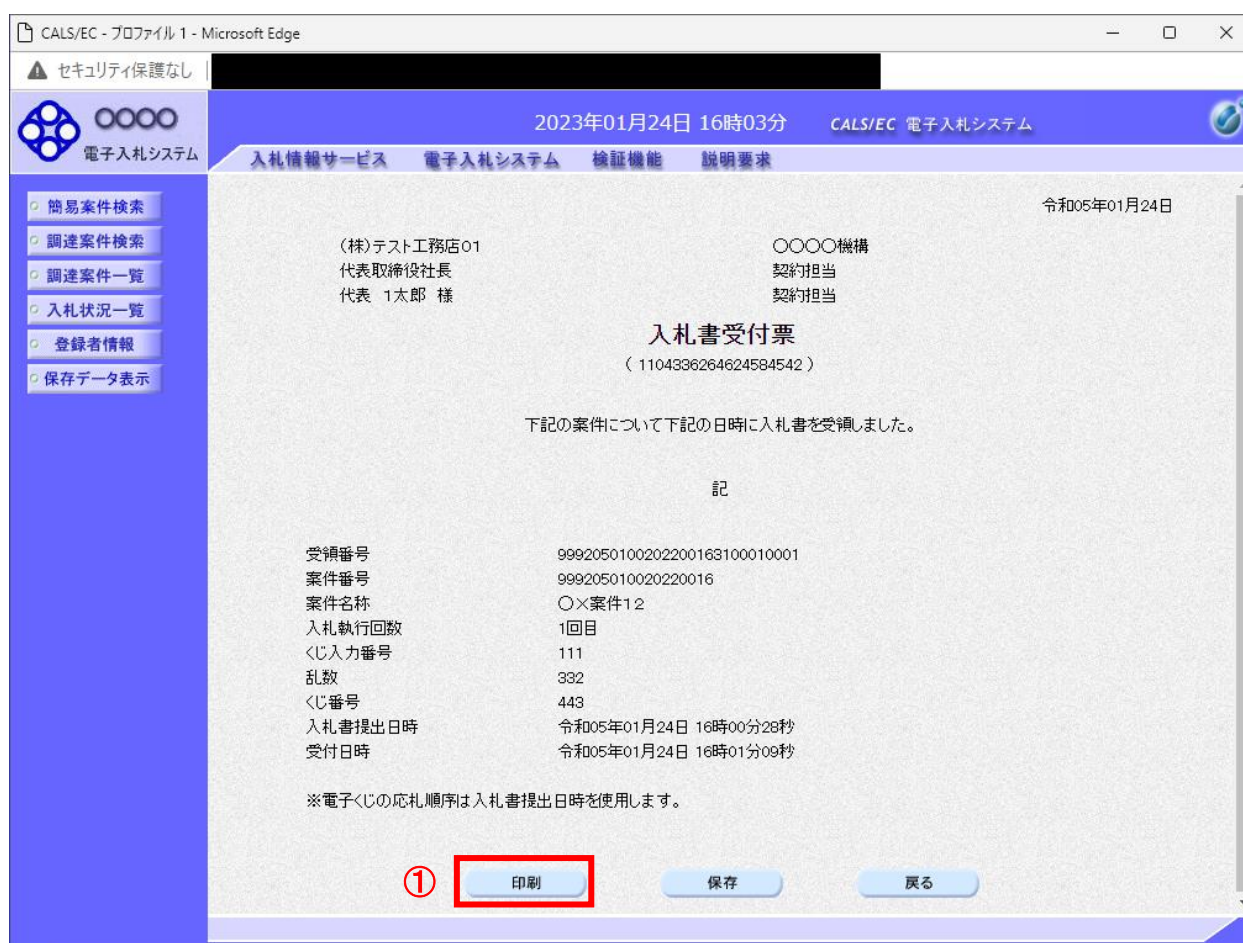 CALS/EC - プロファイル 1 - Microsoft Edge
セキュリティ保護なし
OOOO
電子入札システム
2023年01月24日 16時03分
CALS/EC 電子入札システム
入札情報サービス 電子入札システム 検証機能 説明要求
簡易案件検索
調達案件検索
調達案件一覧
入札状況一覧
登録者情報
保存データ表示
令和05年01月24日
(株)テスト工務店01
代表取締役社長
代表 1太郎 様
〇〇〇〇機構
契約担当
契約担当
入札書受付票
( 1104336264624584542 )
下記の案件について下記の日時に入札書を受領しました。
記
受領番号 9992050100202200163100010001
案件番号 999205010020220016
案件名称 〇×案件12
入札執行回数 1回目
くじ入力番号 111
乱数 332
くじ番号 443
入札書提出日時 令和05年01月24日 16時00分28秒
受付日時 令和05年01月24日 16時01分09秒
※電子くじの応札順序は入札書提出日時を使用します。
① 印刷 保存 戻る